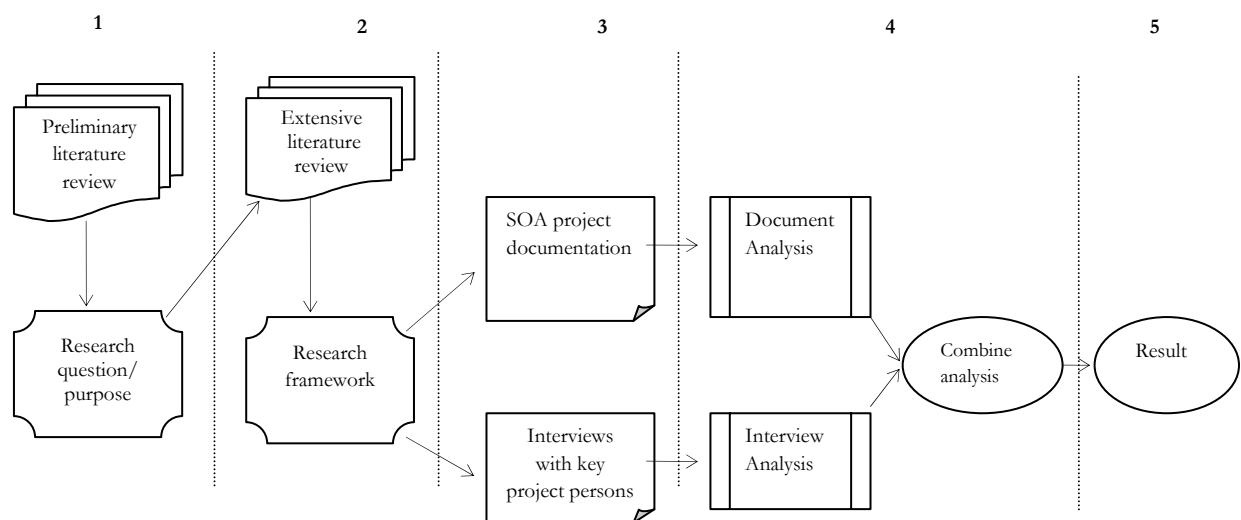 1
2
3
4
5
Preliminary
literature
review
Research
question/
purpose
Extensive
literature
review
Research
framework
SOA project
documentation
Interviews
with key
project persons
Document
Analysis
Interview
Analysis
Combine
analysis
Result